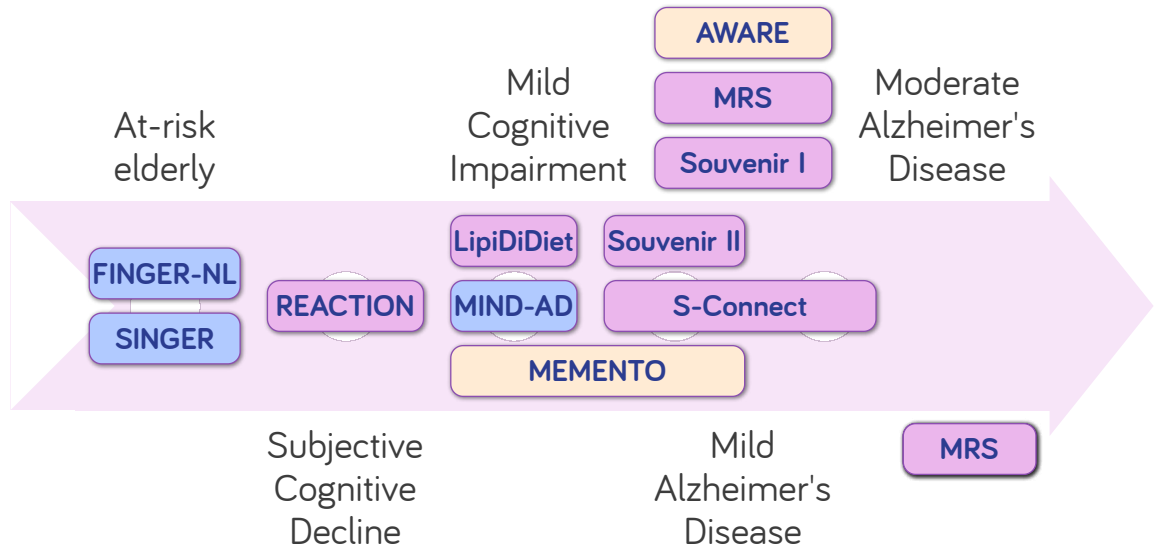 AWARE
Mild
Cognitive
Impairment
MRS
Moderate
Alzheimer's
Disease
At-risk
elderly
Souvenir I
LipiDiDiet
Souvenir II
FINGER-NL
REACTION
MIND-AD
S-Connect
SINGER
MEMENTO
Subjective
Cognitive
Decline
Mild
Alzheimer's
Disease
MRS